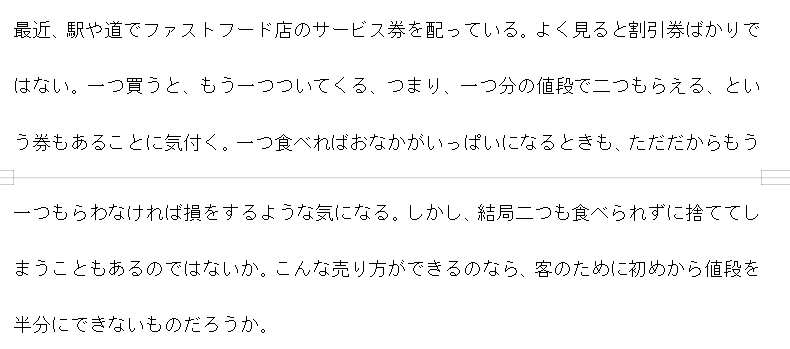 最近、駅や道でファストフード店のサービス券を配っている。よく見ると割引券ばかりで
はない。一つ買うと、もう一つついてくる、つまり、一つ分の値段で二つもらえる、とい
う券もあることに気付く。一つ食べればおなかがいっぱいになるときも、ただだからもう
一つもらわなければ損をするような気になる。しかし、結局二つも食べられずに捨ててし
まうこともあるのではないか。こんな売り方ができるのなら、客のために初めから値段を
半分にできないものだろうか。